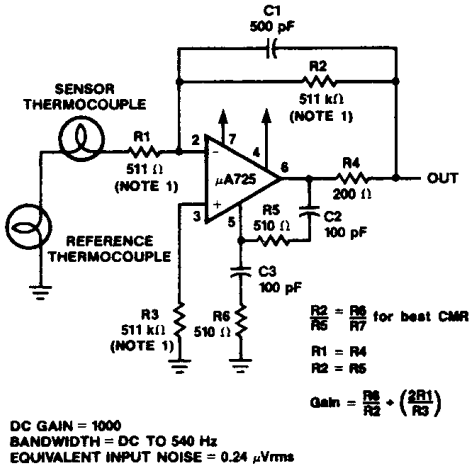 C1
500 pF
R2
511 kΩ
(NOTE 1)
SENSOR
THERMOCOUPLE
R1
511 Ω
(NOTE 1)
2
7
4
−
μA725
+
3
5
6
R4
200 Ω
OUT
R5
510 Ω
C2
100 pF
REFERENCE
THERMOCOUPLE
C3
100 pF
R3
511 kΩ
(NOTE 1)
R6
510 Ω
R2/R5 = R6/R7 for best CMR
R1 = R4
R2 = R5
Gain = R6/R2 + (2R1/R3)
DC GAIN = 1000
BANDWIDTH = DC TO 540 Hz
EQUIVALENT INPUT NOISE = 0.24 μVrms